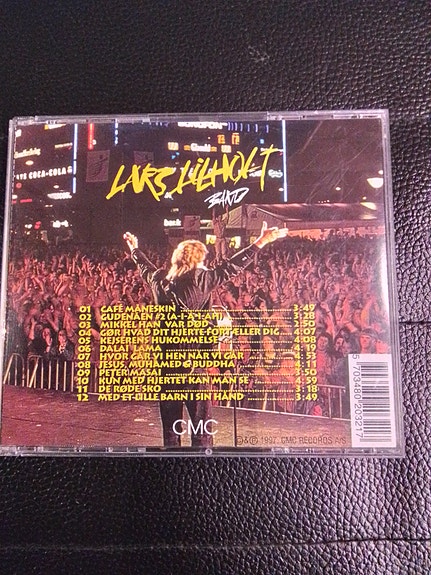 LARS LILHOLT
BAND
COCA-COLA
01 CAFÉ MÅNESKIN 3:49
02 GUDENÅEN #2 (A-I-A-I-AH) 3:28
03 MIKKEL HAN VAR DØD 2:50
04 GØR HVAD DIT HJERTE FORTÆLLER DIG 4:07
05 KEJSERENS HUKOMMELSE 4:08
06 DALAI LAMA 4:19
07 HVOR GÅR VI HEN NÅR VI GÅR 4:53
08 JESUS, MUHAMED & BUDDHA 4:11
09 PETER MASAI 3:50
10 KUN MED HJERTET KAN MAN SE 4:59
11 DE RØDE SKO 3:18
12 MED ET LILLE BARN I SIN HÅND 3:49
5 703460 203217
CMC
©&℗ 1997. CMC RECORDS A/S